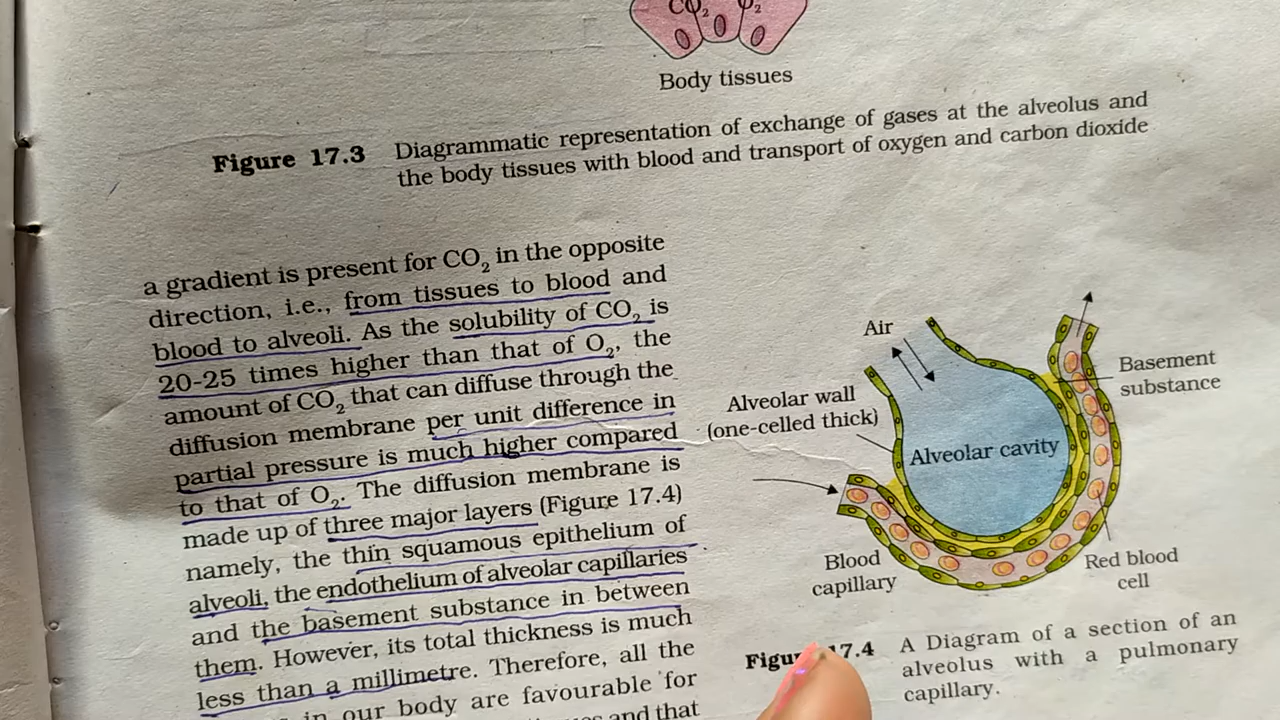 CO₂ O₂
Body tissues
Figure 17.3 Diagrammatic representation of exchange of gases at the alveolus and
the body tissues with blood and transport of oxygen and carbon dioxide
a gradient is present for CO₂ in the opposite
direction, i.e., from tissues to blood and
blood to alveoli. As the solubility of CO₂ is
20-25 times higher than that of O₂, the
amount of CO₂ that can diffuse through the
diffusion membrane per unit difference in
partial pressure is much higher compared
to that of O₂. The diffusion membrane is
made up of three major layers (Figure 17.4)
namely, the thin squamous epithelium of
alveoli, the endothelium of alveolar capillaries
and the basement substance in between
them. However, its total thickness is much
less than a millimetre. Therefore, all the
in our body are favourable for
and that
Air
Basement
substance
Alveolar wall
(one-celled thick)
Alveolar cavity
Blood
capillary
Red blood
cell
Figu 17.4 A Diagram of a section of an
alveolus with a pulmonary
capillary.